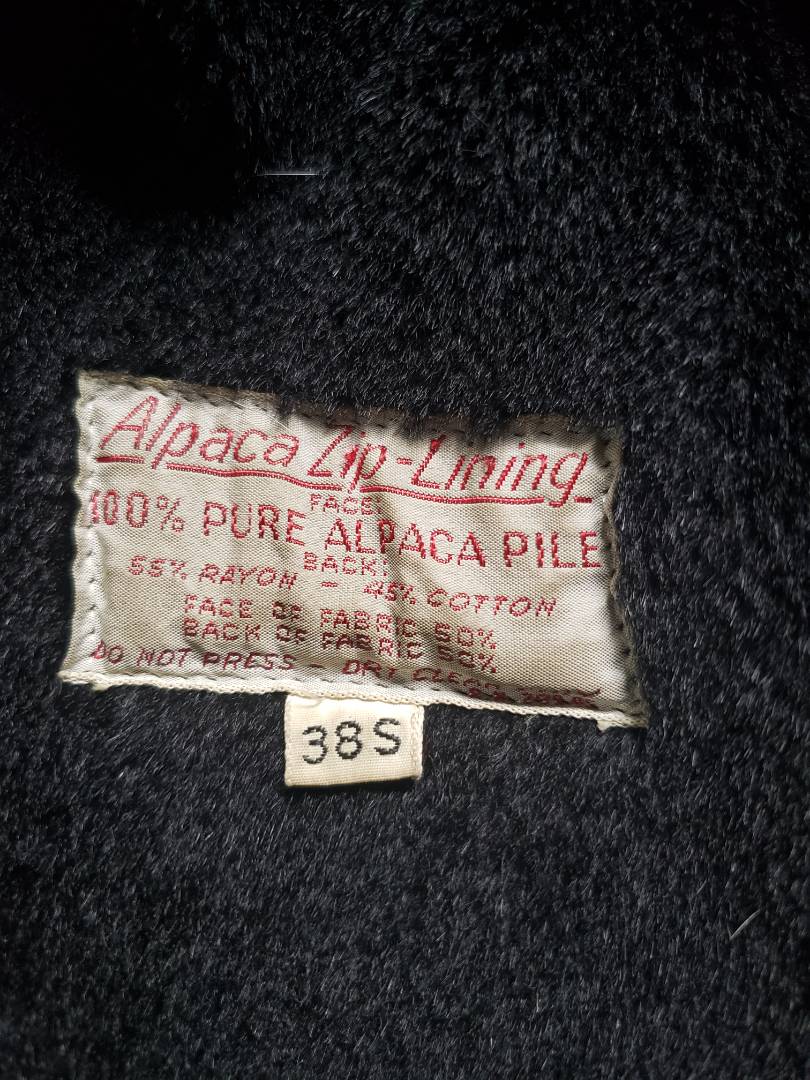 Alpaca Zip-Lining
FACE
100% PURE ALPACA PILE
BACK
55% RAYON - 45% COTTON
FACE OF FABRIC 50%
BACK OF FABRIC 50%
DO NOT PRESS - DRY CLEAN
38S